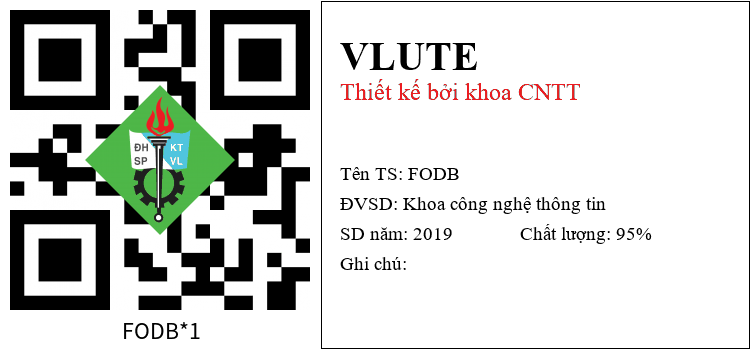 ĐH KT
SP VL
FODB*1
VLUTE
Thiết kế bởi khoa CNTT
Tên TS: FODB
ĐVSD: Khoa công nghệ thông tin
SD năm: 2019 Chất lượng: 95%
Ghi chú: